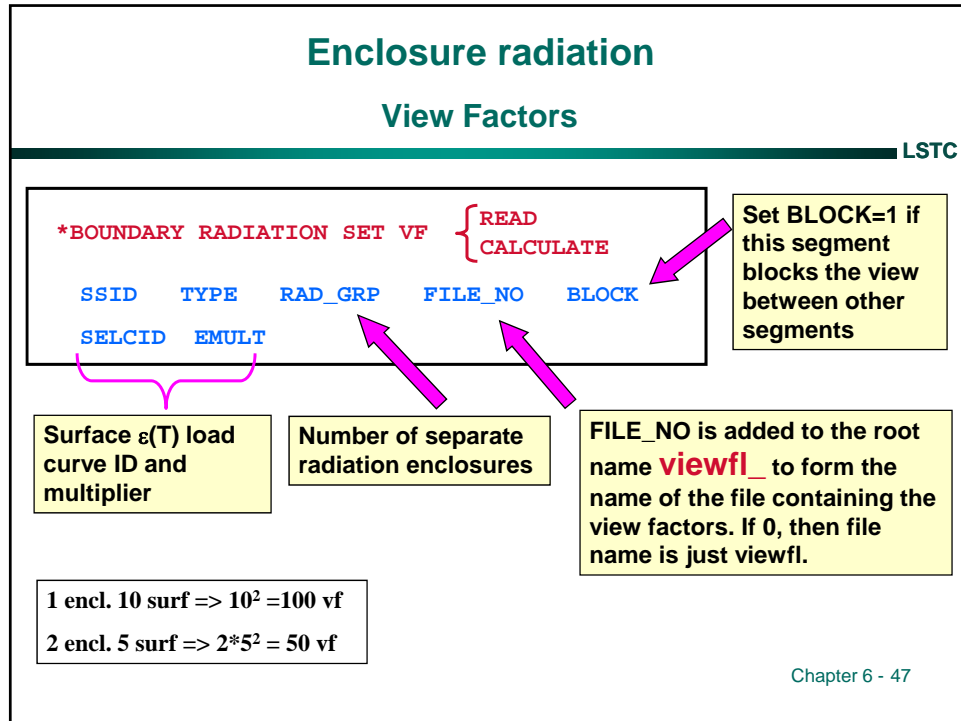 Enclosure radiation
View Factors
LSTC
*BOUNDARY RADIATION SET VF
READ
CALCULATE
SSID TYPE RAD_GRP FILE_NO BLOCK
SELCID EMULT
Set BLOCK=1 if
this segment
blocks the view
between other
segments
Surface ε(T) load
curve ID and
multiplier
Number of separate
radiation enclosures
FILE_NO is added to the root
name viewfl_ to form the
name of the file containing the
view factors. If 0, then file
name is just viewfl.
1 encl. 10 surf => 10² =100 vf
2 encl. 5 surf => 2*5² = 50 vf
Chapter 6 - 47